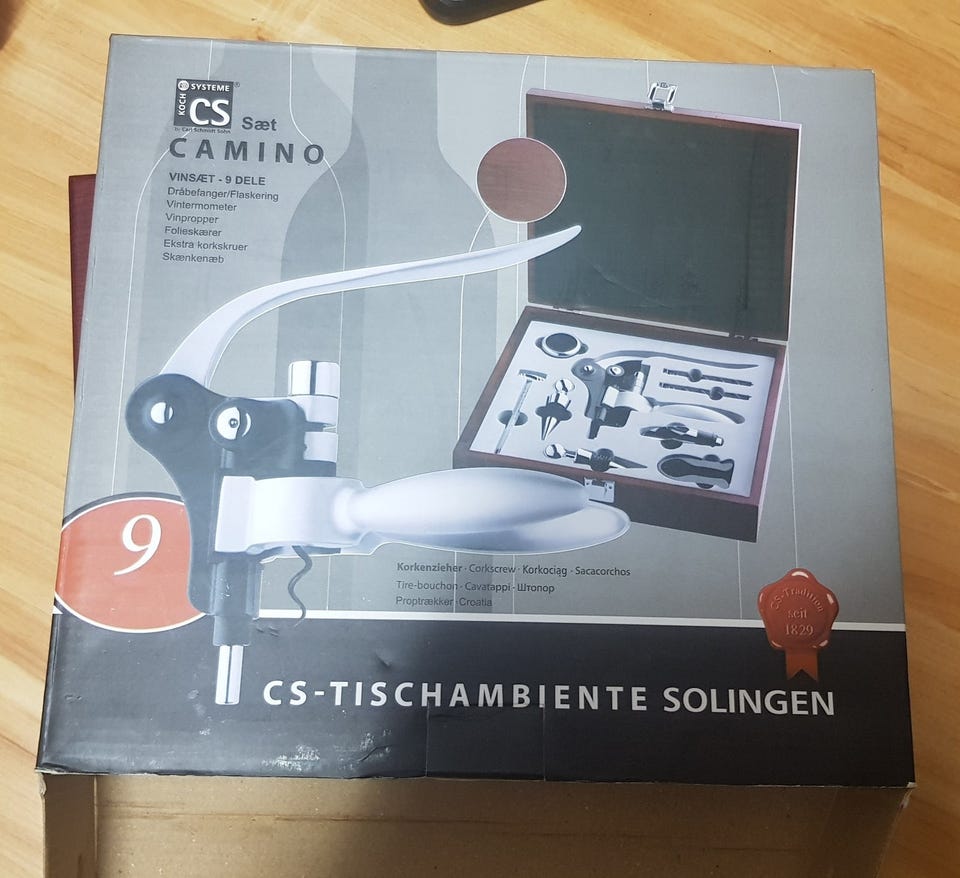 KOCH SYSTEME®
CS
by Carl Schmidt Sohn
Sæt
CAMINO
VINSÆT - 9 DELE
Dråbefanger/Flaskering
Vintermometer
Vinpropper
Folieskærer
Ekstra korkskruer
Skænkenæb
9
Korkenzieher · Corkscrew · Korkociąg · Sacacorchos
Tire-bouchon · Cavatappi · Штопор
Proptrækker · Croatia
CS-Tradition
seit
1829
CS-TISCHAMBIENTE SOLINGEN